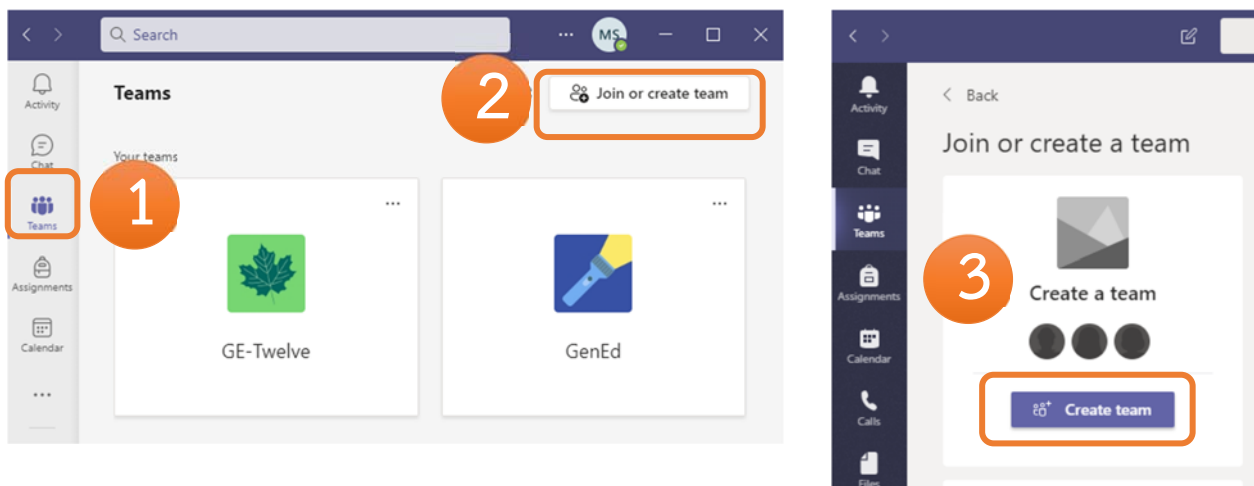 Search
...
MS
Activity
Chat
Teams
Assignments
Calendar
...
1
Teams
2
Join or create team
Your teams
...
GE-Twelve
...
GenEd
Activity
Chat
Teams
Assignments
Calendar
Calls
Files
< Back
Join or create a team
3
Create a team
Create team